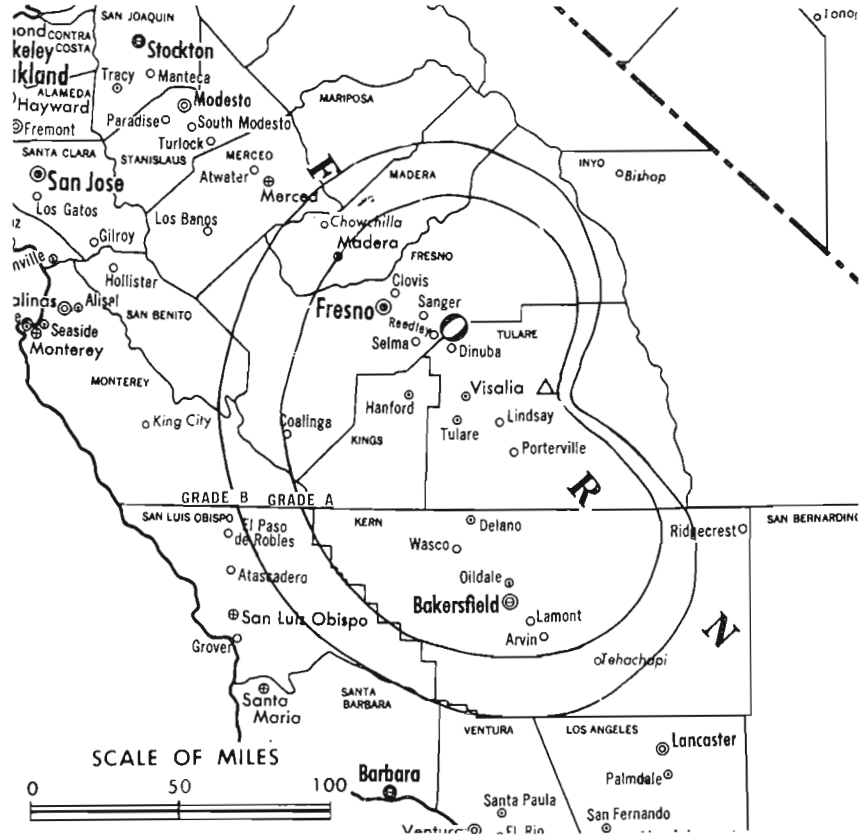 SAN JOAQUIN
CONTRA
COSTA
Stockton
Tracy
Manteca
ALAMEDA
Hayward
Modesto
MARIPOSA
Paradise
South Modesto
Fremont
Turlock
SANTA CLARA
STANISLAUS
MERCED
F
MADERA
INYO
Bishop
Atwater
Merced
San Jose
Los Gatos
Los Banos
Chowchilla
Madera
Gilroy
FRESNO
Hollister
Clovis
Alisel
SAN BENITO
Fresno
Sanger
Reedley
TULARE
Seaside
Monterey
Selma
Dinuba
MONTEREY
Visalia
Hanford
King City
Coalinga
Tulare
Lindsay
KINGS
Porterville
R
GRADE B
GRADE A
SAN LUIS OBISPO
El Paso
de Robles
KERN
Delano
Ridgecrest
SAN BERNARDINO
Wasco
Atascadero
Oildale
Bakersfield
San Luis Obispo
Lamont
Arvin
N
Grover
Tehachapi
Santa
Maria
SANTA
BARBARA
VENTURA
LOS ANGELES
Lancaster
SCALE OF MILES
0 50 100
Barbara
Palmdale
Santa Paula
San Fernando
El Rio